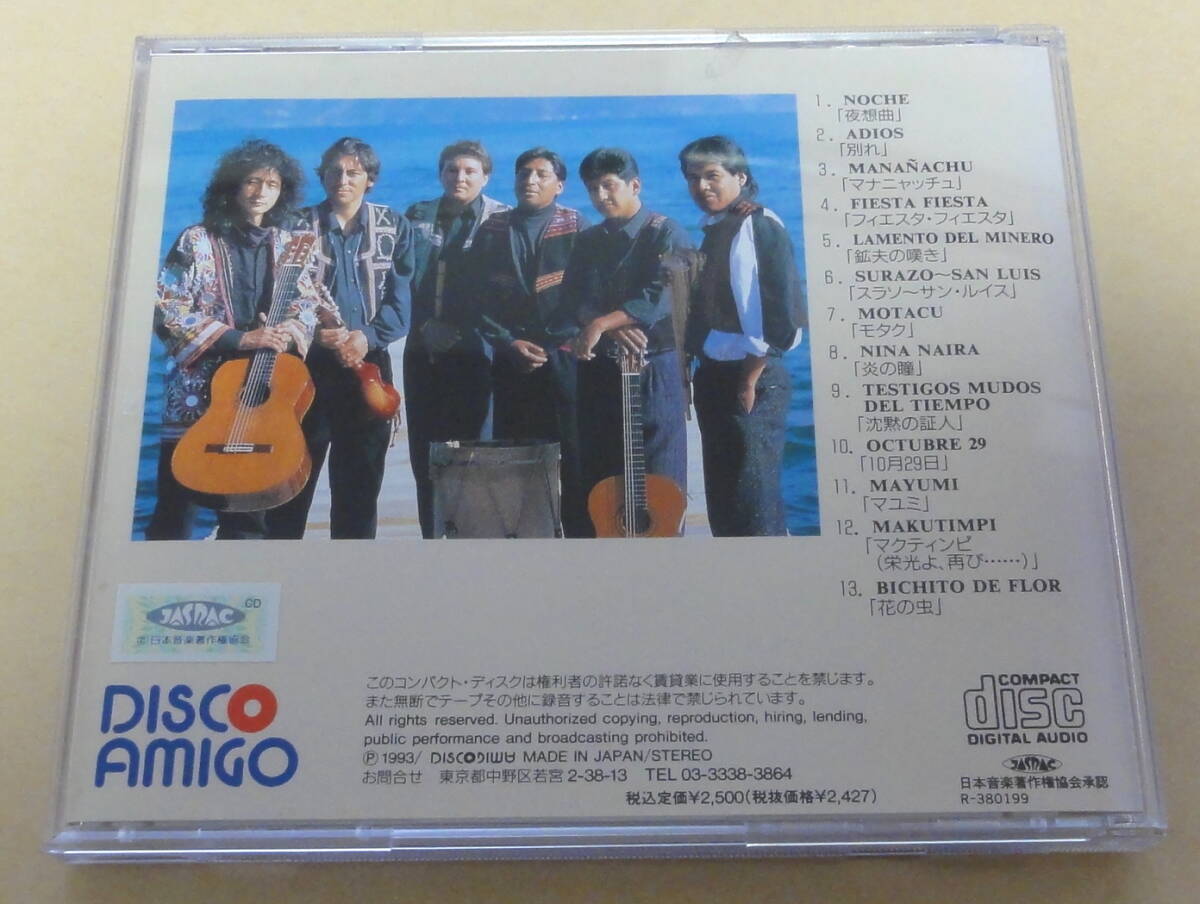 1. NOCHE
「夜想曲」
2. ADIOS
「別れ」
3. MANAÑACHU
「マナニャッチュ」
4. FIESTA FIESTA
「フィエスタ・フィエスタ」
5. LAMENTO DEL MINERO
「鉱夫の嘆き」
6. SURAZO～SAN LUIS
「スラソ～サン・ルイス」
7. MOTACU
「モタク」
8. NINA NAIRA
「炎の瞳」
9. TESTIGOS MUDOS
DEL TIEMPO
「沈黙の証人」
10. OCTUBRE 29
「10月29日」
11. MAYUMI
「マユミ」
12. MAKUTIMPI
「マクティンピ
(栄光よ、再び……)」
13. BICHITO DE FLOR
「花の虫」
CD
JASRAC
日本音楽著作権協会
DISCO
AMIGO
このコンパクト・ディスクは権利者の許諾なく賃貸業に使用することを禁じます。
また無断でテープその他に録音することは法律で禁じられています。
All rights reserved. Unauthorized copying, reproduction, hiring, lending,
public performance and broadcasting prohibited.
Ⓟ 1993/ DISCO AMIGO MADE IN JAPAN/STEREO
お問合せ 東京都中野区若宮 2-38-13 TEL 03-3338-3864
税込定価¥2,500(税抜価格¥2,427)
COMPACT
disc
DIGITAL AUDIO
JASRAC
日本音楽著作権協会承認
R-380199